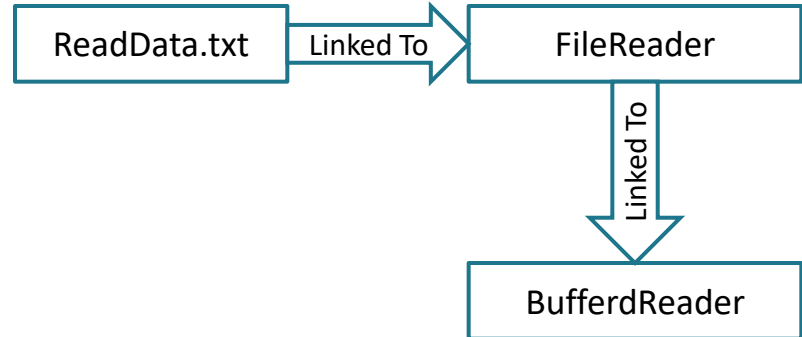 ReadData.txt
Linked To
FileReader
Linked To
BufferdReader